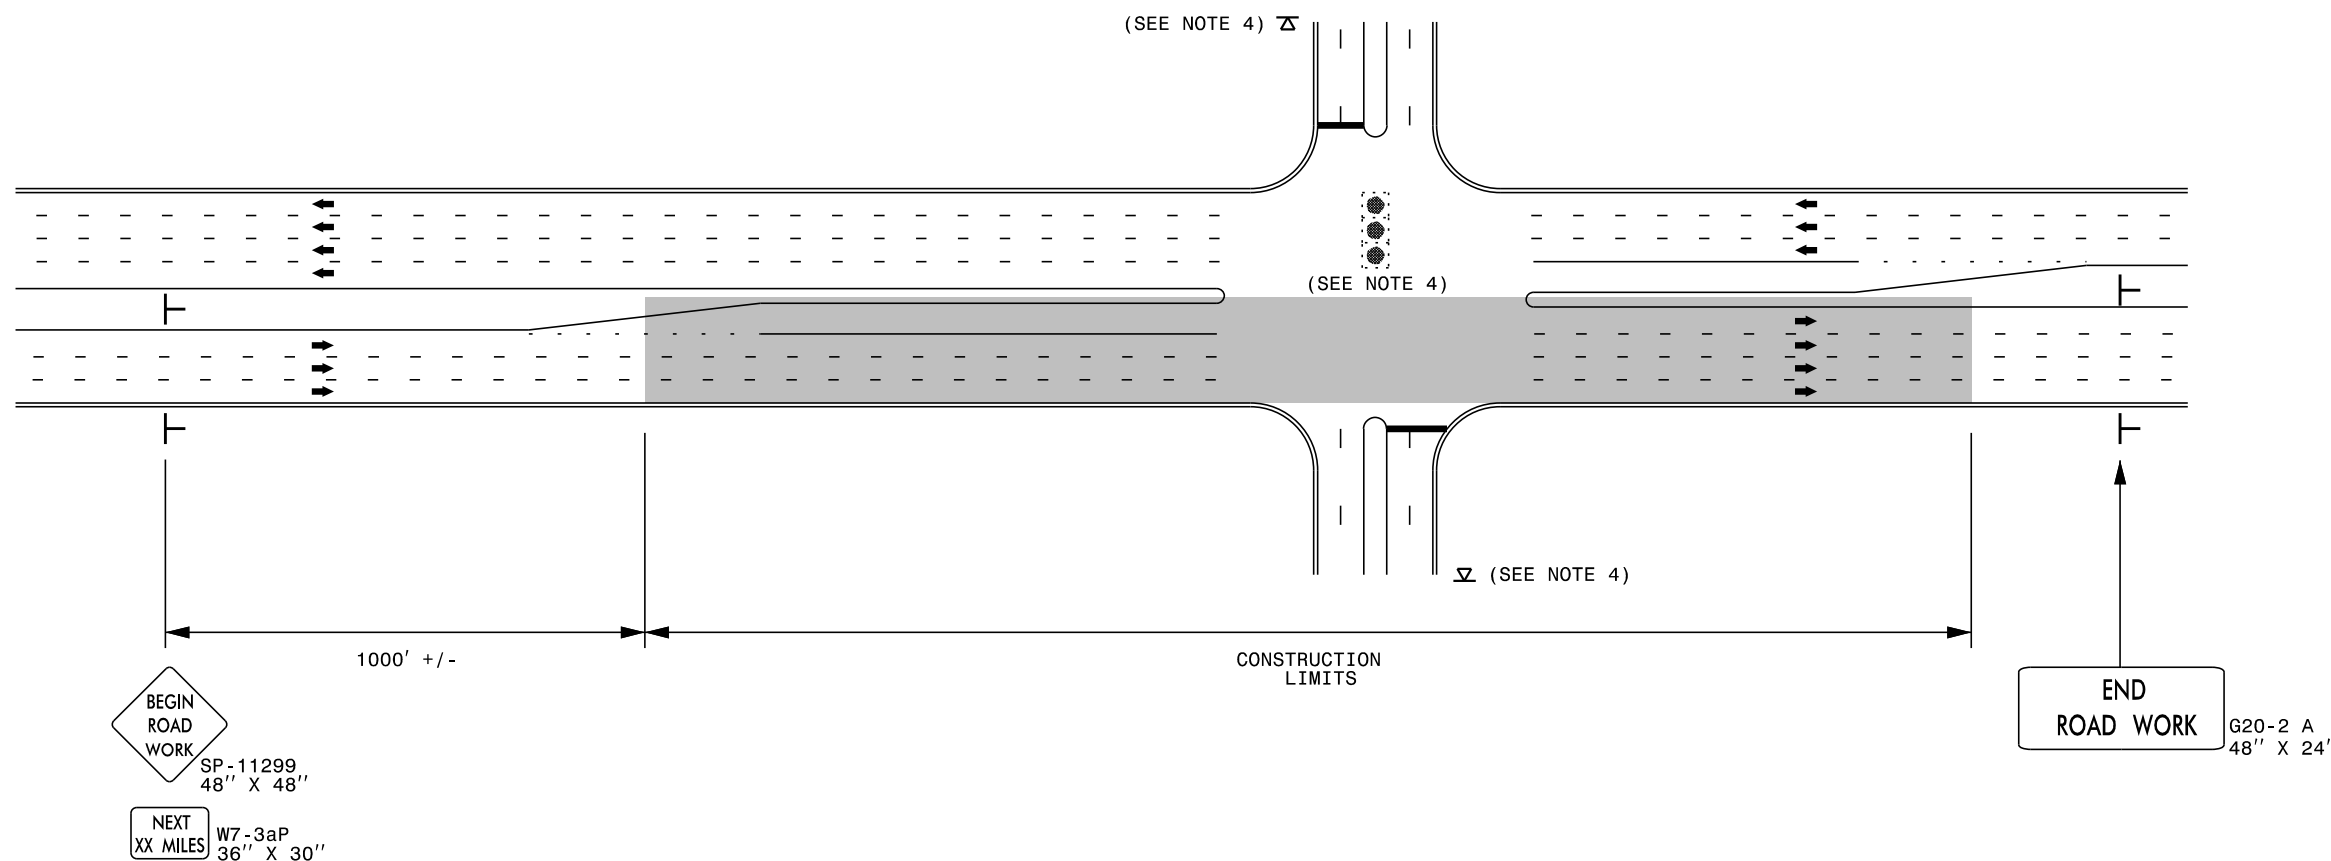 (SEE NOTE 4)
(SEE NOTE 4)
(SEE NOTE 4)
1000' +/-
CONSTRUCTION
LIMITS
BEGIN
ROAD
WORK
SP-11299
48'' X 48''
NEXT
XX MILES
W7-3aP
36'' X 30''
END
ROAD WORK
G20-2 A
48'' X 24'